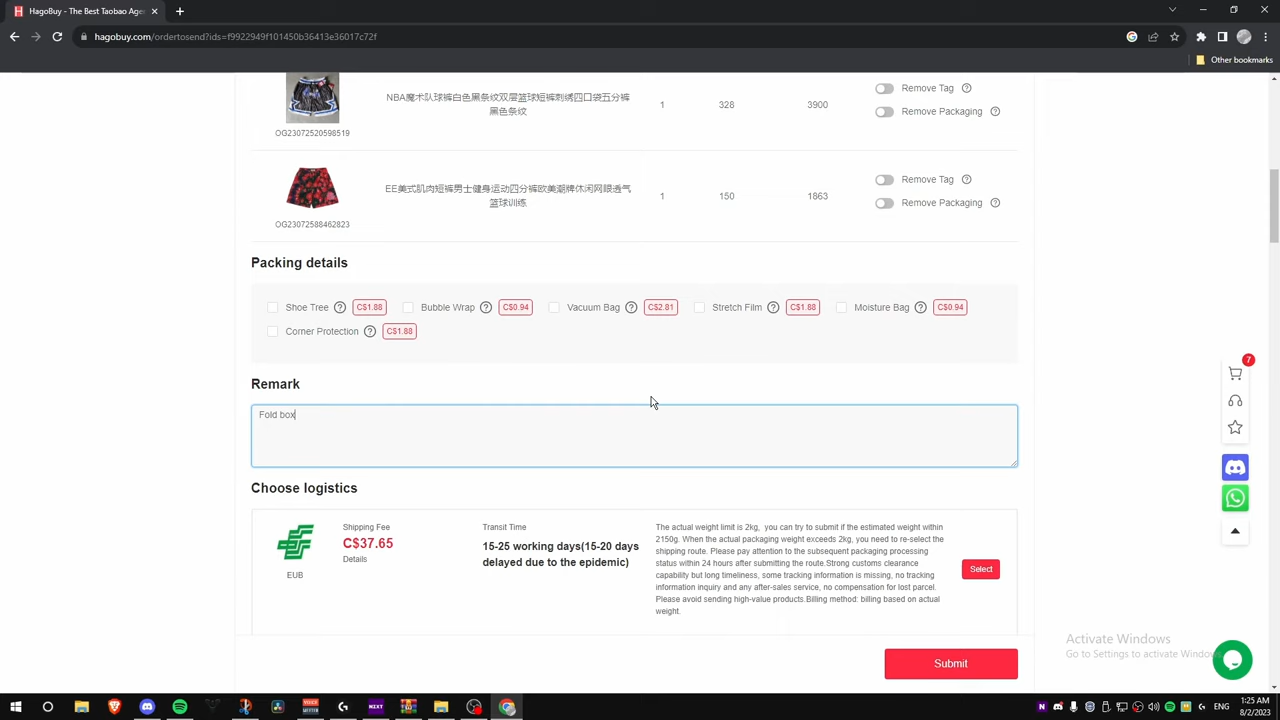 HagoBuy - The Best Taobao Agen
hagobuy.com/ordertosend?ids=f9922949f101450b36413e36017c72f
Other bookmarks
NBA魔术队球裤白色黑条纹双层篮球短裤刺绣四口袋五分裤
黑色条纹
1
328
3900
Remove Tag
Remove Packaging
OG23072520598519
EE美式肌肉短裤男士健身运动四分裤欧美潮牌休闲网眼透气
篮球训练
1
150
1863
Remove Tag
Remove Packaging
OG23072588462823
Packing details
Shoe Tree ? C$1.88
Bubble Wrap ? C$0.94
Vacuum Bag ? C$2.81
Stretch Film ? C$1.88
Moisture Bag ? C$0.94
Corner Protection ? C$1.88
Remark
Fold box
7
Choose logistics
EUB
Shipping Fee
C$37.65
Details
Transit Time
15-25 working days(15-20 days
delayed due to the epidemic)
The actual weight limit is 2kg, you can try to submit if the estimated weight within
2150g. When the actual packaging weight exceeds 2kg, you need to re-select the
shipping route. Please pay attention to the subsequent packaging processing
status within 24 hours after submitting the route.Strong customs clearance
capability but long timeliness, some tracking information is missing, no tracking
information inquiry and any after-sales service, no compensation for lost parcel.
Please avoid sending high-value products.Billing method: billing based on actual
weight.
Select
Submit
Activate Windows
Go to Settings to activate Windows
NEXT
ENG
1:25 AM
8/2/2023